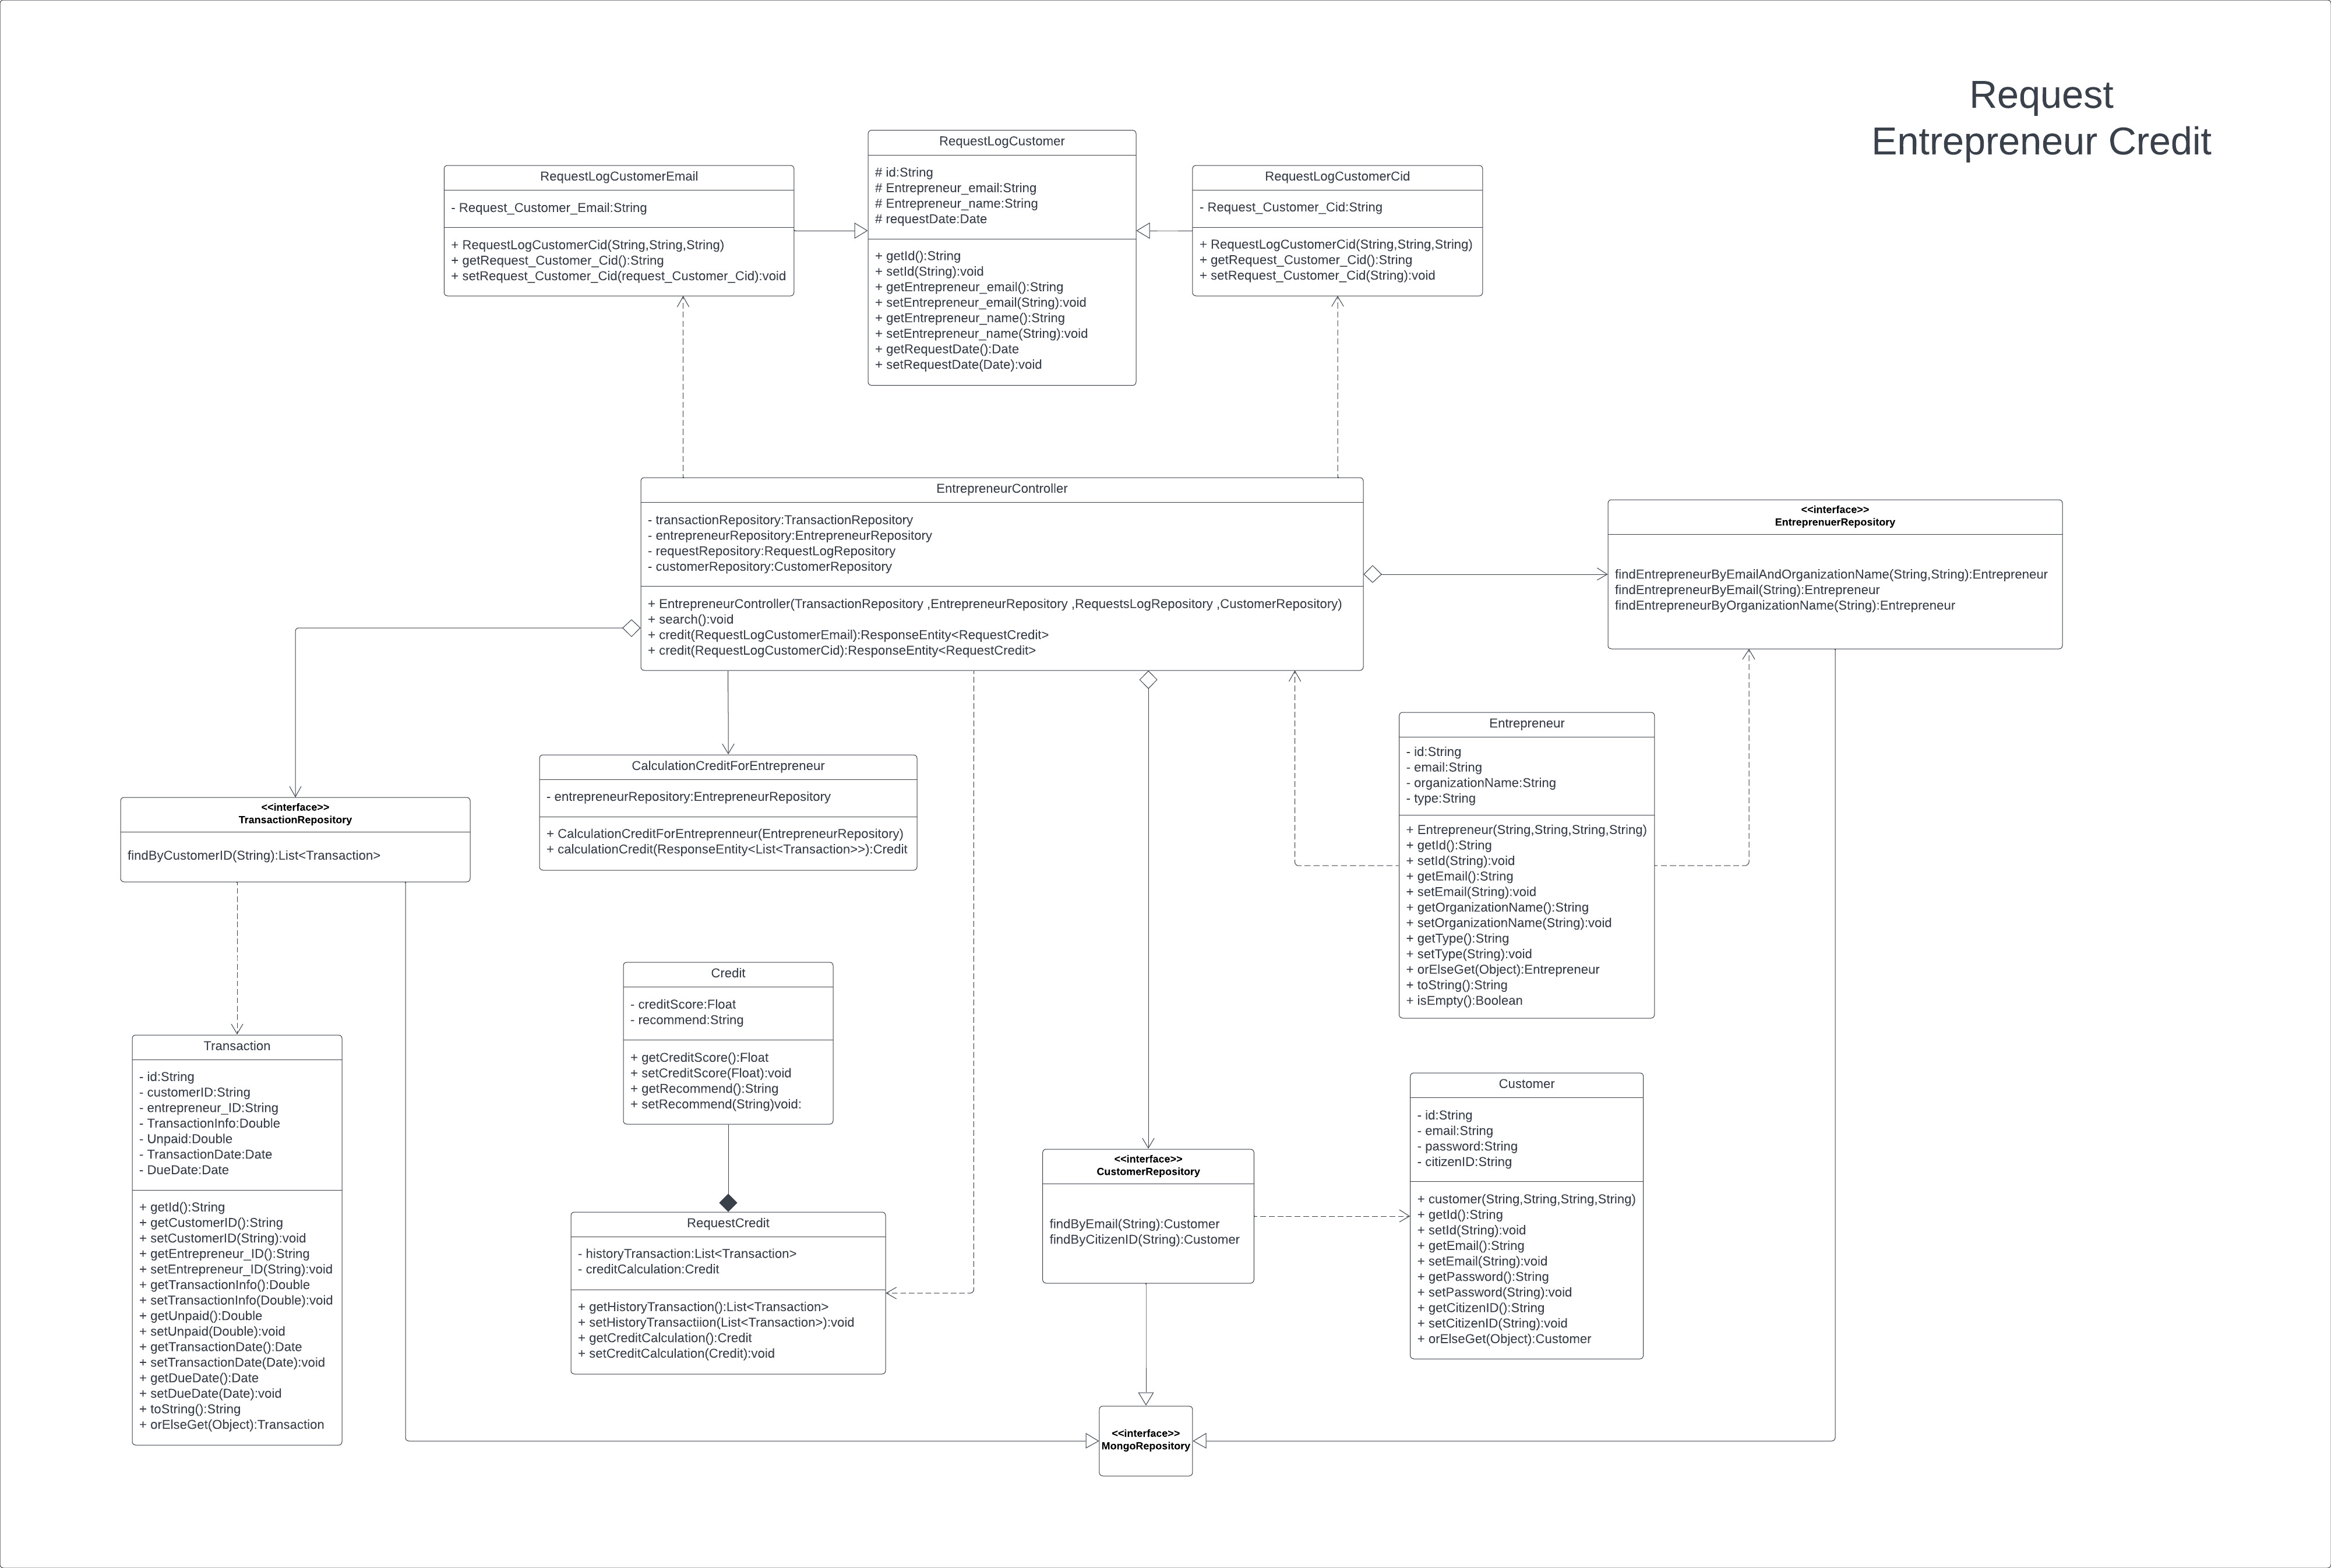 Request
Entrepreneur Credit
RequestLogCustomer
# id:String
# Entrepreneur_email:String
# Entrepreneur_name:String
# requestDate:Date
+ getId():String
+ setId(String):void
+ getEntrepreneur_email():String
+ setEntrepreneur_email(String):void
+ getEntrepreneur_name():String
+ setEntrepreneur_name(String):void
+ getRequestDate():Date
+ setRequestDate(Date):void
RequestLogCustomerEmail
- Request_Customer_Email:String
+ RequestLogCustomerCid(String,String,String)
+ getRequest_Customer_Cid():String
+ setRequest_Customer_Cid(request_Customer_Cid):void
RequestLogCustomerCid
- Request_Customer_Cid:String
+ RequestLogCustomerCid(String,String,String)
+ getRequest_Customer_Cid():String
+ setRequest_Customer_Cid(String):void
EntrepreneurController
- transactionRepository:TransactionRepository
- entrepreneurRepository:EntrepreneurRepository
- requestRepository:RequestLogRepository
- customerRepository:CustomerRepository
+ EntrepreneurController(TransactionRepository ,EntrepreneurRepository ,RequestsLogRepository ,CustomerRepository)
+ search():void
+ credit(RequestLogCustomerEmail):ResponseEntity<RequestCredit>
+ credit(RequestLogCustomerCid):ResponseEntity<RequestCredit>
<<interface>>
EntreprenuerRepository
findEntrepreneurByEmailAndOrganizationName(String,String):Entrepreneur
findEntrepreneurByEmail(String):Entrepreneur
findEntrepreneurByOrganizationName(String):Entrepreneur
Entrepreneur
- id:String
- email:String
- organizationName:String
- type:String
+ Entrepreneur(String,String,String,String)
+ getId():String
+ setId(String):void
+ getEmail():String
+ setEmail(String):void
+ getOrganizationName():String
+ setOrganizationName(String):void
+ getType():String
+ setType(String):void
+ orElseGet(Object):Entrepreneur
+ toString():String
+ isEmpty():Boolean
CalculationCreditForEntrepreneur
- entrepreneurRepository:EntrepreneurRepository
+ CalculationCreditForEntreprenneur(EntrepreneurRepository)
+ calculationCredit(ResponseEntity<List<Transaction>>):Credit
<<interface>>
TransactionRepository
findByCustomerID(String):List<Transaction>
Credit
- creditScore:Float
- recommend:String
+ getCreditScore():Float
+ setCreditScore(Float):void
+ getRecommend():String
+ setRecommend(String)void:
Transaction
- id:String
- customerID:String
- entrepreneur_ID:String
- TransactionInfo:Double
- Unpaid:Double
- TransactionDate:Date
- DueDate:Date
+ getId():String
+ getCustomerID():String
+ setCustomerID(String):void
+ getEntrepreneur_ID():String
+ setEntrepreneur_ID(String):void
+ getTransactionInfo():Double
+ setTransactionInfo(Double):void
+ getUnpaid():Double
+ setUnpaid(Double):void
+ getTransactionDate():Date
+ setTransactionDate(Date):void
+ getDueDate():Date
+ setDueDate(Date):void
+ toString():String
+ orElseGet(Object):Transaction
RequestCredit
- historyTransaction:List<Transaction>
- creditCalculation:Credit
+ getHistoryTransaction():List<Transaction>
+ setHistoryTransactiion(List<Transaction>):void
+ getCreditCalculation():Credit
+ setCreditCalculation(Credit):void
<<interface>>
CustomerRepository
findByEmail(String):Customer
findByCitizenID(String):Customer
Customer
- id:String
- email:String
- password:String
- citizenID:String
+ customer(String,String,String,String)
+ getId():String
+ setId(String):void
+ getEmail():String
+ setEmail(String):void
+ getPassword():String
+ setPassword(String):void
+ getCitizenID():String
+ setCitizenID(String):void
+ orElseGet(Object):Customer
<<interface>>
MongoRepository